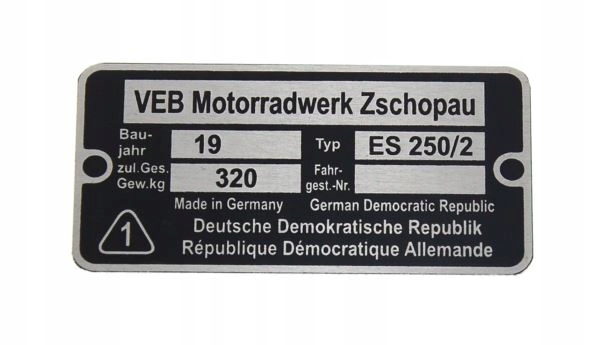 VEB Motorradwerk Zschopau
Bau-
jahr
19
Typ
ES 250/2
zul.Ges.
Gew.kg
320
Fahr-
gest.-Nr.
Made in Germany German Democratic Republic
1
Deutsche Demokratische Republik
République Démocratique Allemande